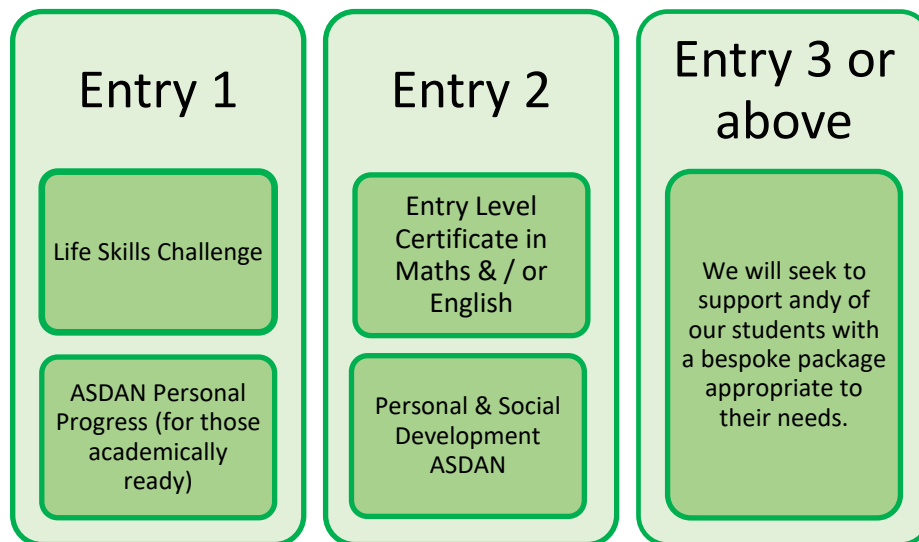 Entry 1
Life Skills Challenge
ASDAN Personal
Progress (for those
academically
ready)
Entry 2
Entry Level
Certificate in
Maths & / or
English
Personal & Social
Development
ASDAN
Entry 3 or
above
We will seek to
support andy of
our students with
a bespoke package
appropriate to
their needs.